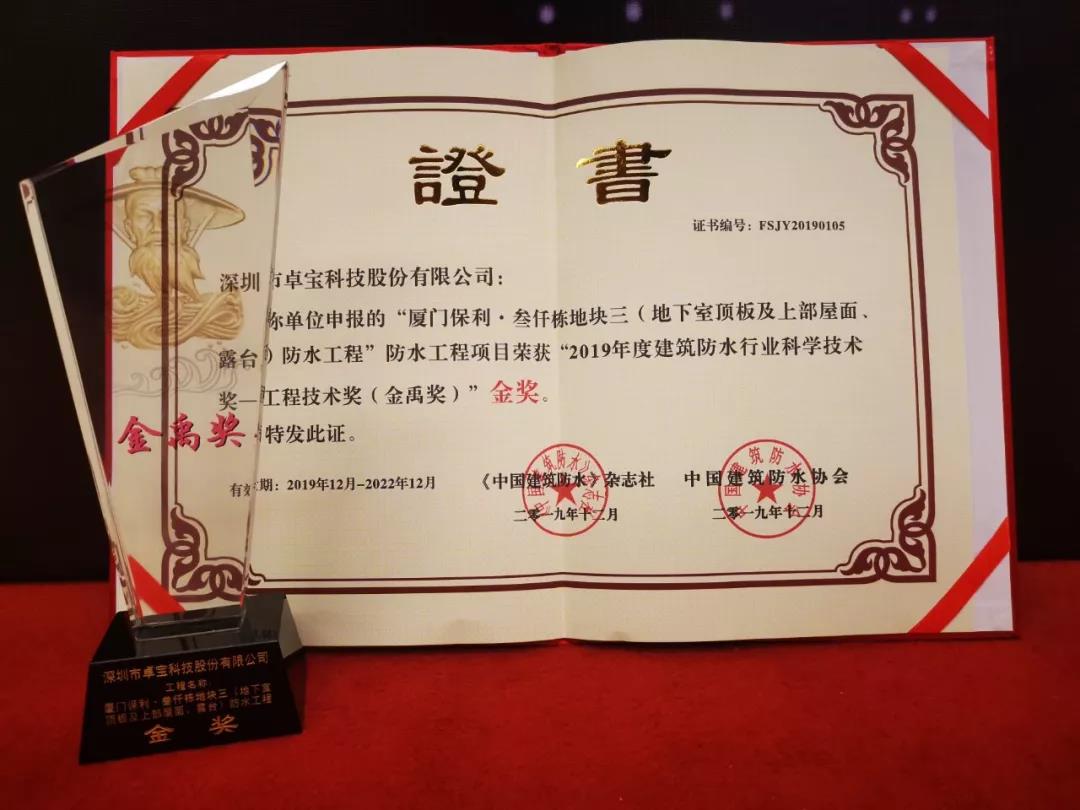 證書
证书编号：FSJY20190105
深圳市卓宝科技股份有限公司：
你单位申报的“厦门保利·叁仟栋地块三（地下室顶板及上部屋面、
露台）防水工程”防水工程项目荣获“2019年度建筑防水行业科学技术
奖—工程技术奖（金禹奖）”金奖。
特发此证。
有效期：2019年12月-2022年12月
《中国建筑防水》杂志社
二零一九年十二月
中国建筑防水协会
二零一九年十二月
金禹奖
深圳市卓宝科技股份有限公司
工程名称：
厦门保利·叁仟栋地块三（地下室
顶板及上部屋面、露台）防水工程
金奖